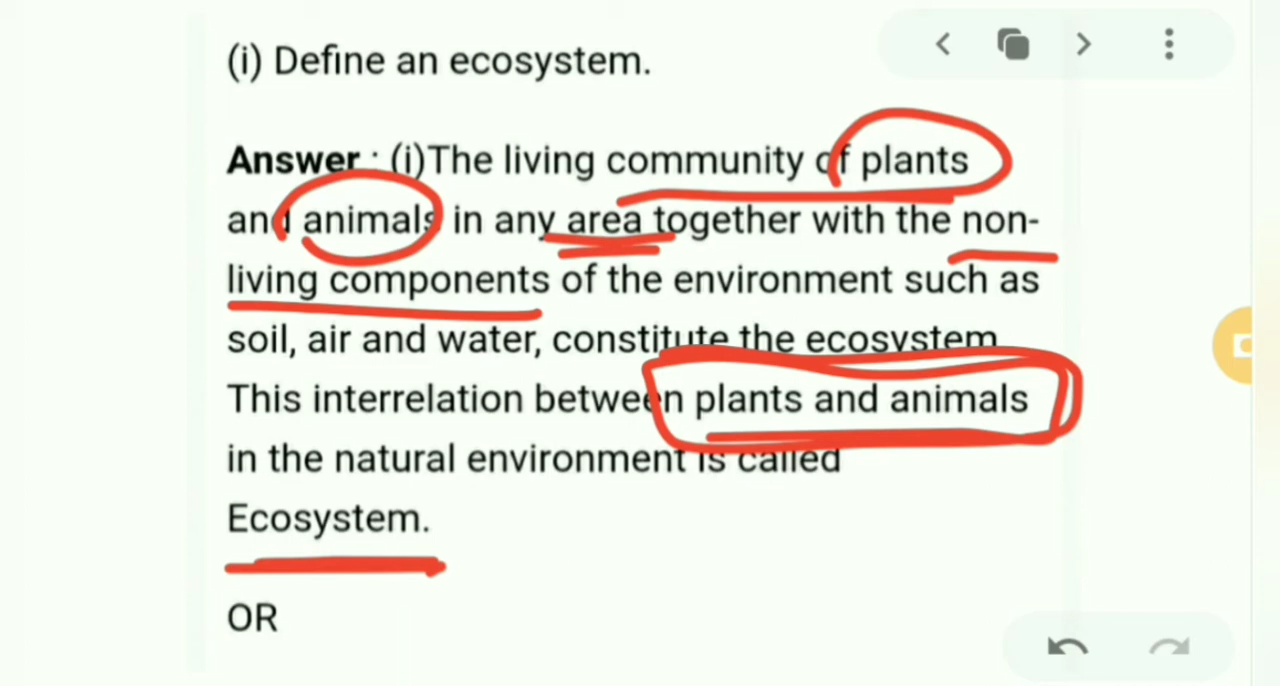 (i) Define an ecosystem.
Answer : (i)The living community of plants
and animals in any area together with the non-
living components of the environment such as
soil, air and water, constitute the ecosystem
This interrelation between plants and animals
in the natural environment is called
Ecosystem.
OR